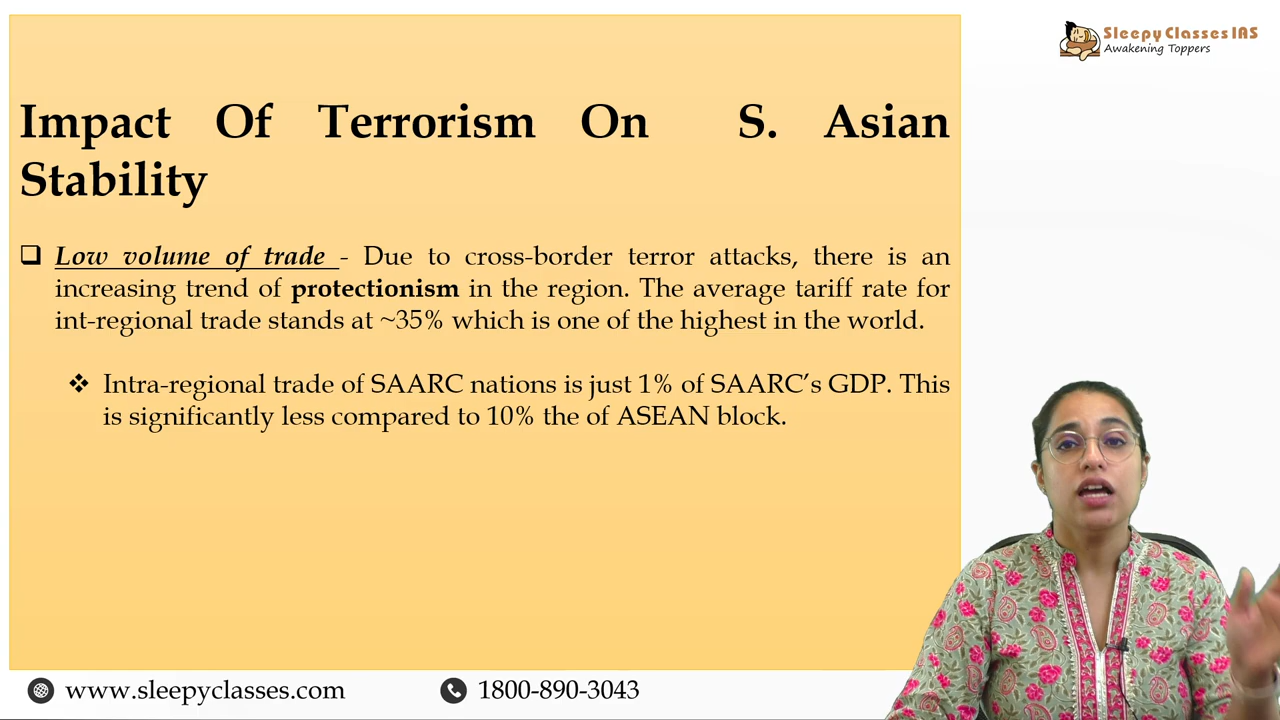 Sleepy Classes IAS
Awakening Toppers
Impact Of Terrorism On S. Asian
Stability
Low volume of trade - Due to cross-border terror attacks, there is an
increasing trend of protectionism in the region. The average tariff rate for
int-regional trade stands at ~35% which is one of the highest in the world.
Intra-regional trade of SAARC nations is just 1% of SAARC’s GDP. This
is significantly less compared to 10% the of ASEAN block.
www.sleepyclasses.com
1800-890-3043